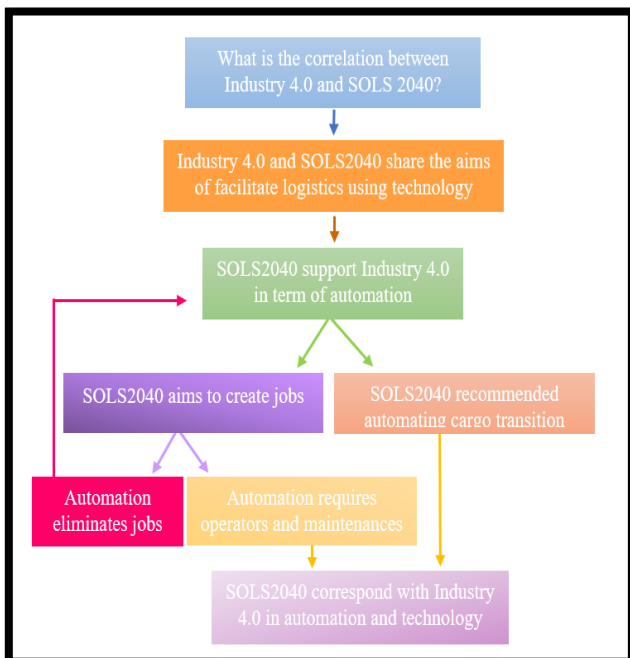 What is the correlation between
Industry 4.0 and SOLS 2040?
Industry 4.0 and SOLS2040 share the aims
of facilitate logistics using technology
SOLS2040 support Industry 4.0
in term of automation
SOLS2040 aims to create jobs
SOLS2040 recommended
automating cargo transition
Automation
eliminates jobs
Automation requires
operators and maintenances
SOLS2040 correspond with Industry
4.0 in automation and technology